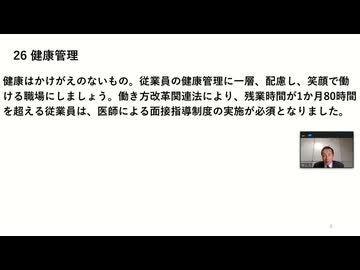 26 健康管理
健康はかけがえのないもの。従業員の健康管理に一層、配慮し、笑顔で働
ける職場にしましょう。働き方改革関連法により、残業時間が1か月80時間
を超える従業員は、医師による面接指導制度の実施が必須となりました。